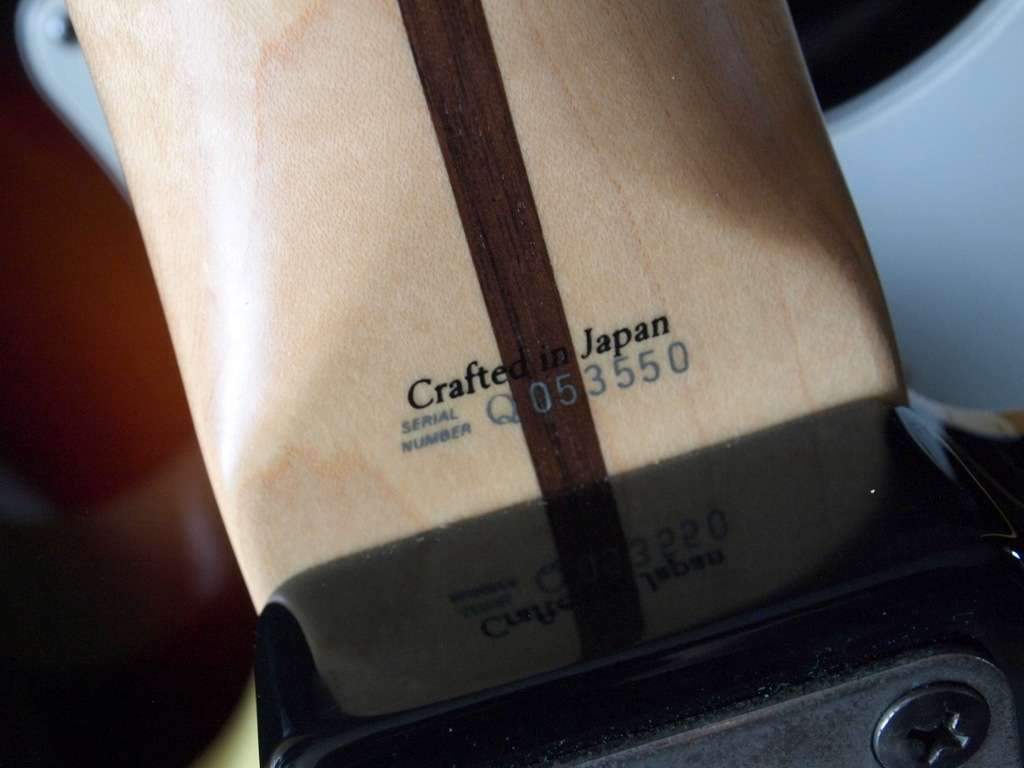 Crafted in Japan
SERIAL
NUMBER Q053550